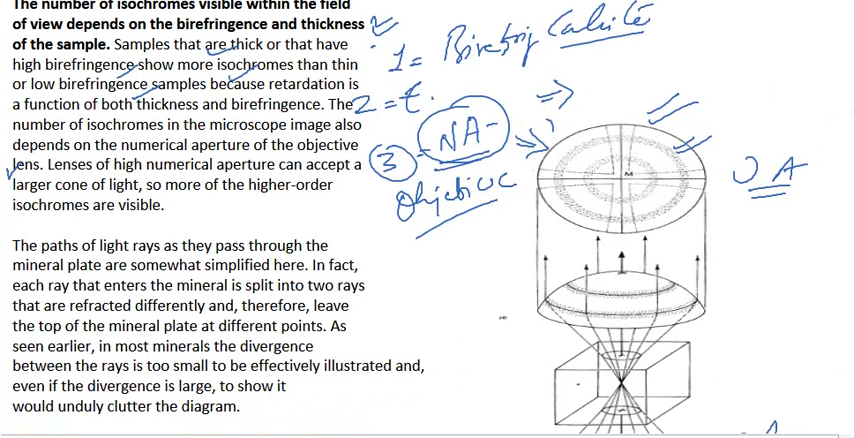 The number of isochromes visible within the field
of view depends on the birefringence and thickness
of the sample. Samples that are thick or that have
high birefringence show more isochromes than thin
or low birefringence samples because retardation is
a function of both thickness and birefringence. The
number of isochromes in the microscope image also
depends on the numerical aperture of the objective
lens. Lenses of high numerical aperture can accept a
larger cone of light, so more of the higher-order
isochromes are visible.
The paths of light rays as they pass through the
mineral plate are somewhat simplified here. In fact,
each ray that enters the mineral is split into two rays
that are refracted differently and, therefore, leave
the top of the mineral plate at different points. As
seen earlier, in most minerals the divergence
between the rays is too small to be effectively illustrated and,
even if the divergence is large, to show it
would unduly clutter the diagram.
1= Calcite
2 = t.
3 NA-
Objective
M
A